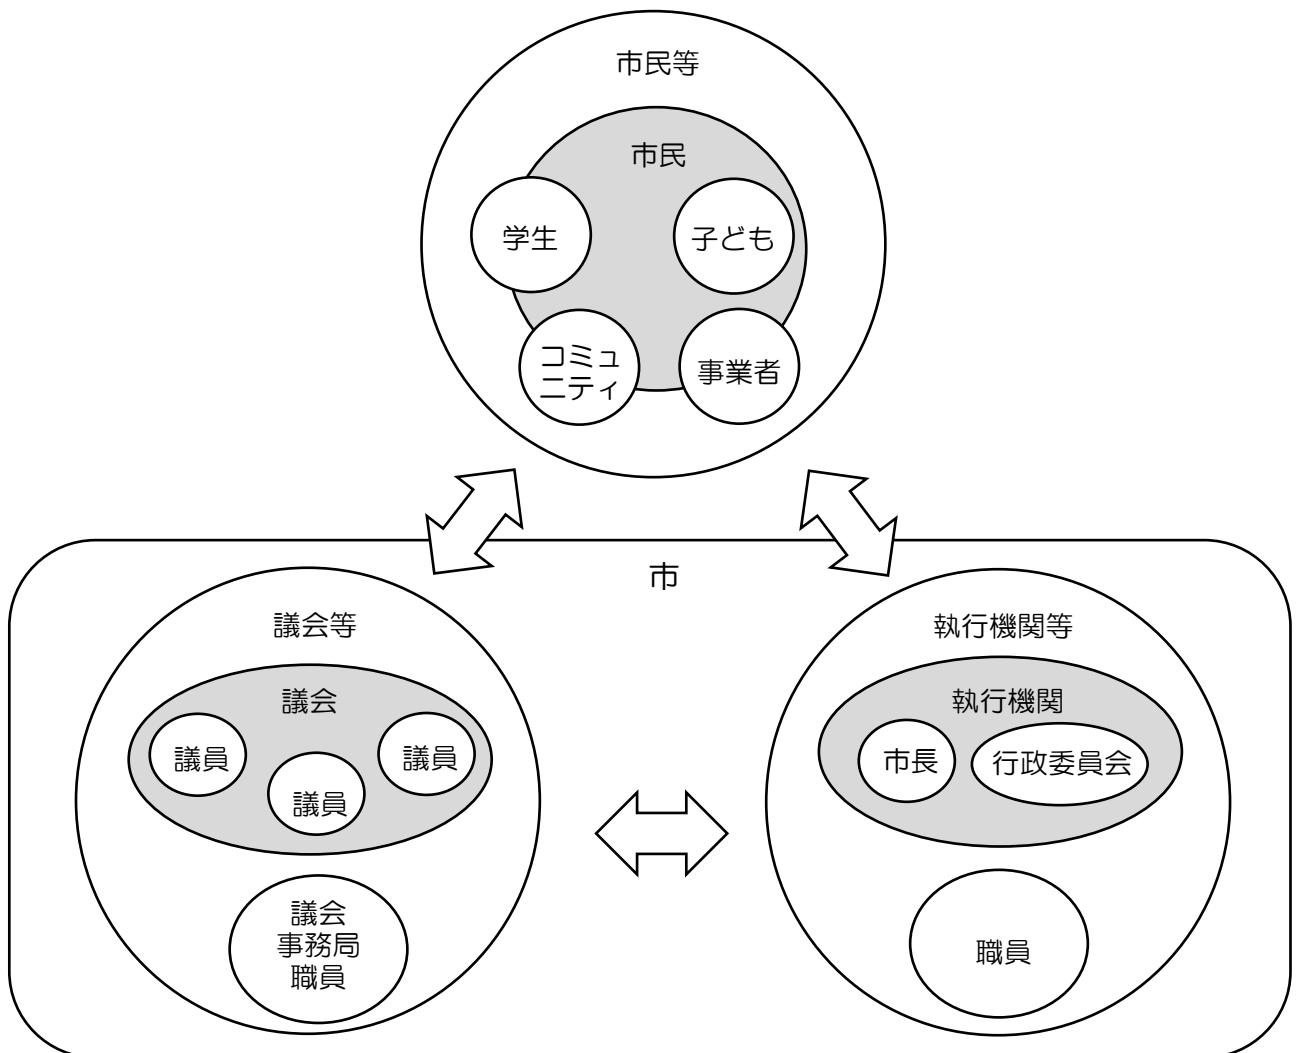 市民等
市民
学生
子ども
コミュ
ニティ
事業者
市
議会等
議会
議員
議員
議員
議会
事務局
職員
執行機関等
執行機関
市長
行政委員会
職員